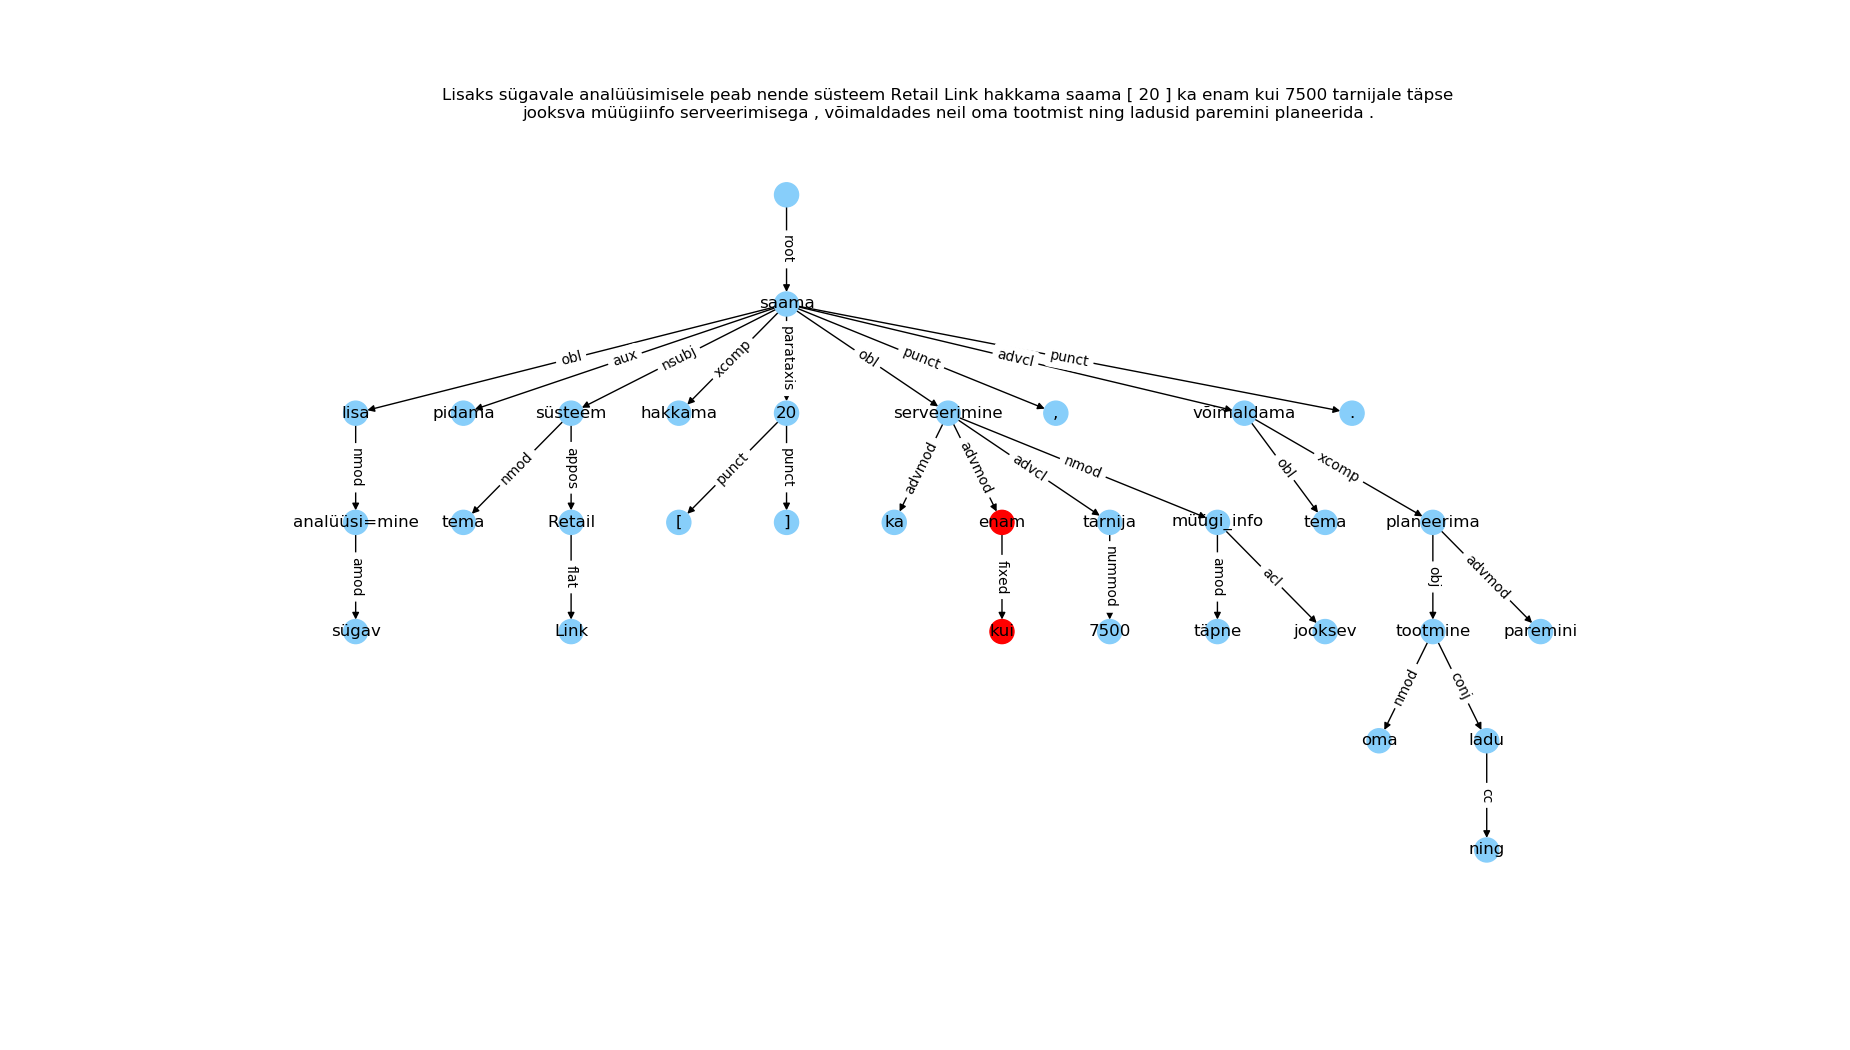 Lisaks sügavale analüüsimisele peab nende süsteem Retail Link hakkama saama [ 20 ] ka enam kui 7500 tarnijale täpse
jooksva müügiinfo serveerimisega , võimaldades neil oma tootmist ning ladusid paremini planeerida .
root
saama
obl aux nsubj xcomp parataxis obl punct advcl punct
lisa pidama süsteem hakkama 20 serveerimine , võimaldama .
nmod nmod appos punct punct advmod advmod advcl nmod obl xcomp
analüüsi=mine tema Retail [ ] ka enam tarnija müügi_info tema planeerima
amod flat fixed nummod amod acl obj advmod
sügav Link kui 7500 täpne jooksev tootmine paremini
nmod conj
oma ladu
cc
ning